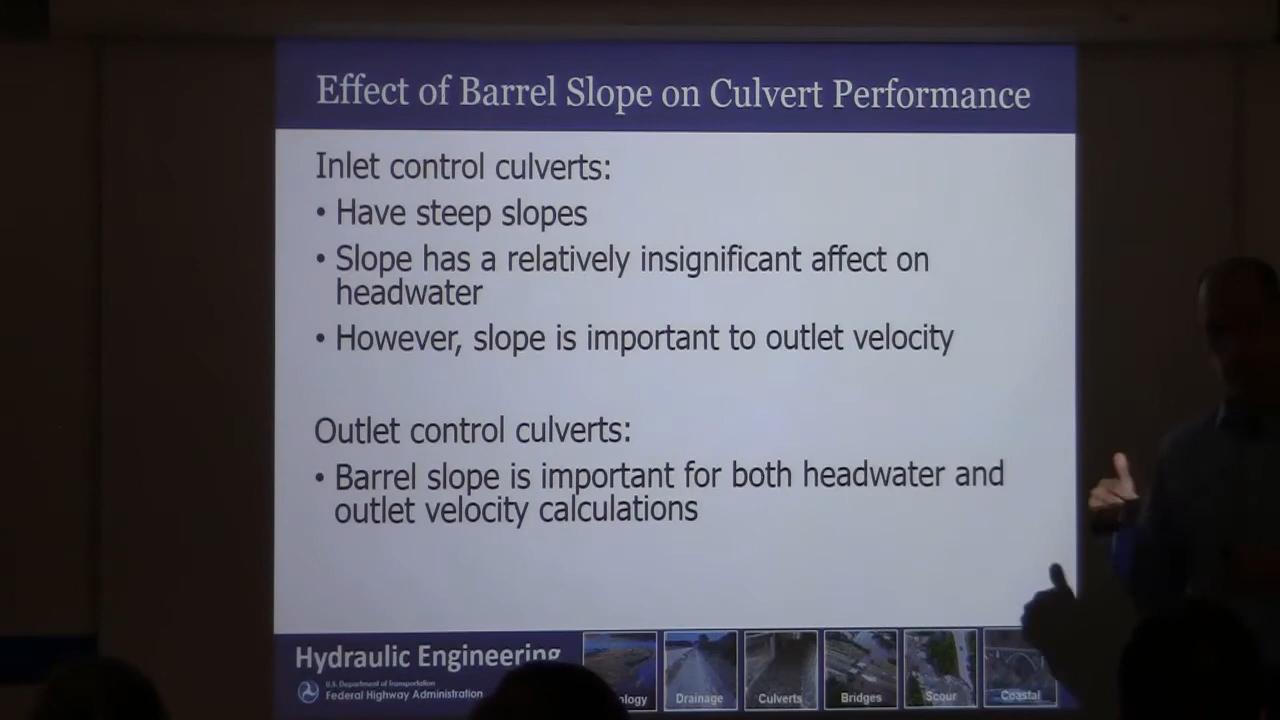 Effect of Barrel Slope on Culvert Performance
Inlet control culverts:
• Have steep slopes
• Slope has a relatively insignificant affect on
headwater
• However, slope is important to outlet velocity
Outlet control culverts:
• Barrel slope is important for both headwater and
outlet velocity calculations
Hydraulic Engineering
U.S. Department of Transportation
Federal Highway Administration
Drainage
Culverts
Bridges
Scour
Coastal